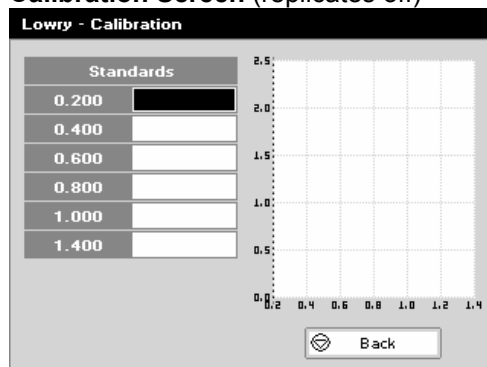 Calibration Screen (replicates off)
Lowry - Calibration
Standards
0.200
0.400
0.600
0.800
1.000
1.400
2.5
2.0
1.5
1.0
0.5
0.0
0.2 0.4 0.6 0.8 1.0 1.2 1.4
Back